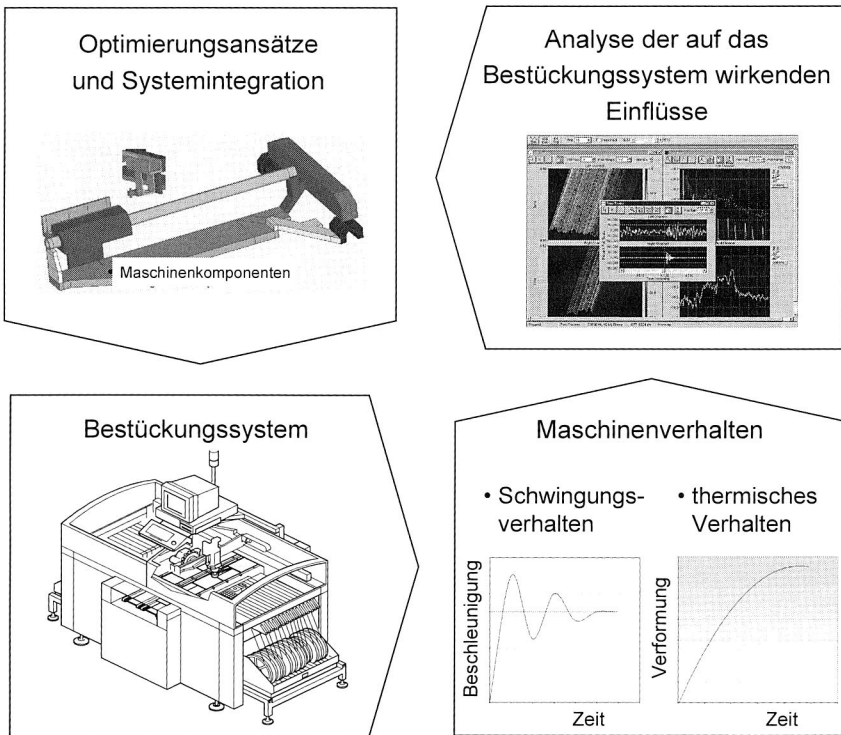 Optimierungsansätze
und Systemintegration
• Maschinenkomponenten
Analyse der auf das
Bestückungssystem wirkenden
Einflüsse
Bestückungssystem
Maschinenverhalten
• Schwingungs-
verhalten
• thermisches
Verhalten
Beschleunigung
Zeit
Verformung
Zeit